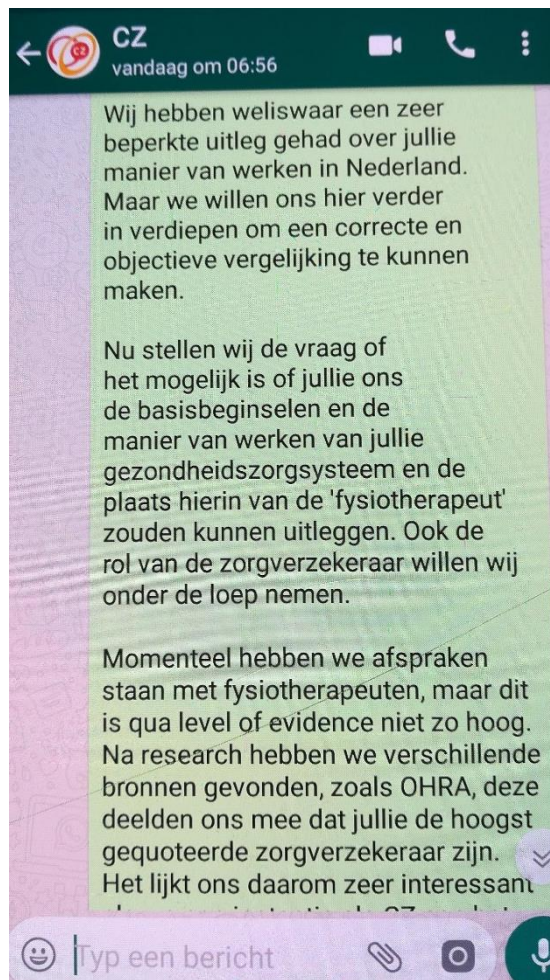 CZ
vandaag om 06:56
Wij hebben weliswaar een zeer
beperkte uitleg gehad over jullie
manier van werken in Nederland.
Maar we willen ons hier verder
in verdiepen om een correcte en
objectieve vergelijking te kunnen
maken.
Nu stellen wij de vraag of
het mogelijk is of jullie ons
de basisbeginselen en de
manier van werken van jullie
gezondheidszorgsysteem en de
plaats hierin van de 'fysiotherapeut'
zouden kunnen uitleggen. Ook de
rol van de zorgverzekeraar willen wij
onder de loep nemen.
Momenteel hebben we afspraken
staan met fysiotherapeuten, maar dit
is qua level of evidence niet zo hoog.
Na research hebben we verschillende
bronnen gevonden, zoals OHRA, deze
deelden ons mee dat jullie de hoogst
gequoteerde zorgverzekeraar zijn.
Het lijkt ons daarom zeer interessant
Typ een bericht